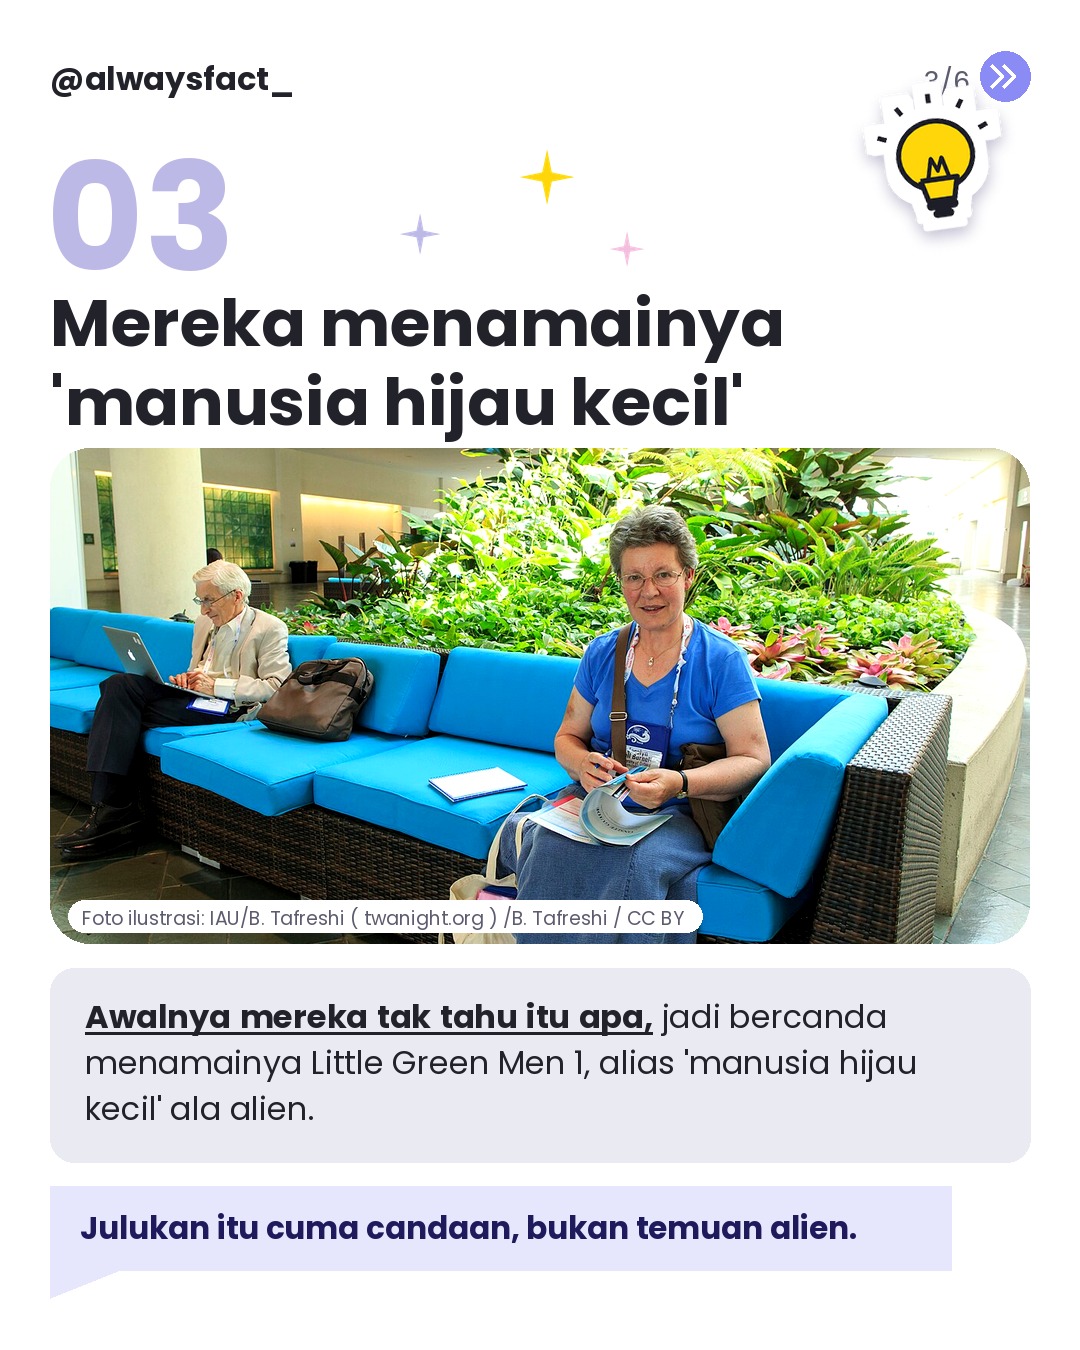 @alwaysfact_
/6
03
Mereka menamainya
'manusia hijau kecil'
Foto ilustrasi: IAU/B. Tafreshi ( twanight.org ) /B. Tafreshi / CC BY
Awalnya mereka tak tahu itu apa, jadi bercanda
menamainya Little Green Men 1, alias 'manusia hijau
kecil' ala alien.
Julukan itu cuma candaan, bukan temuan alien.